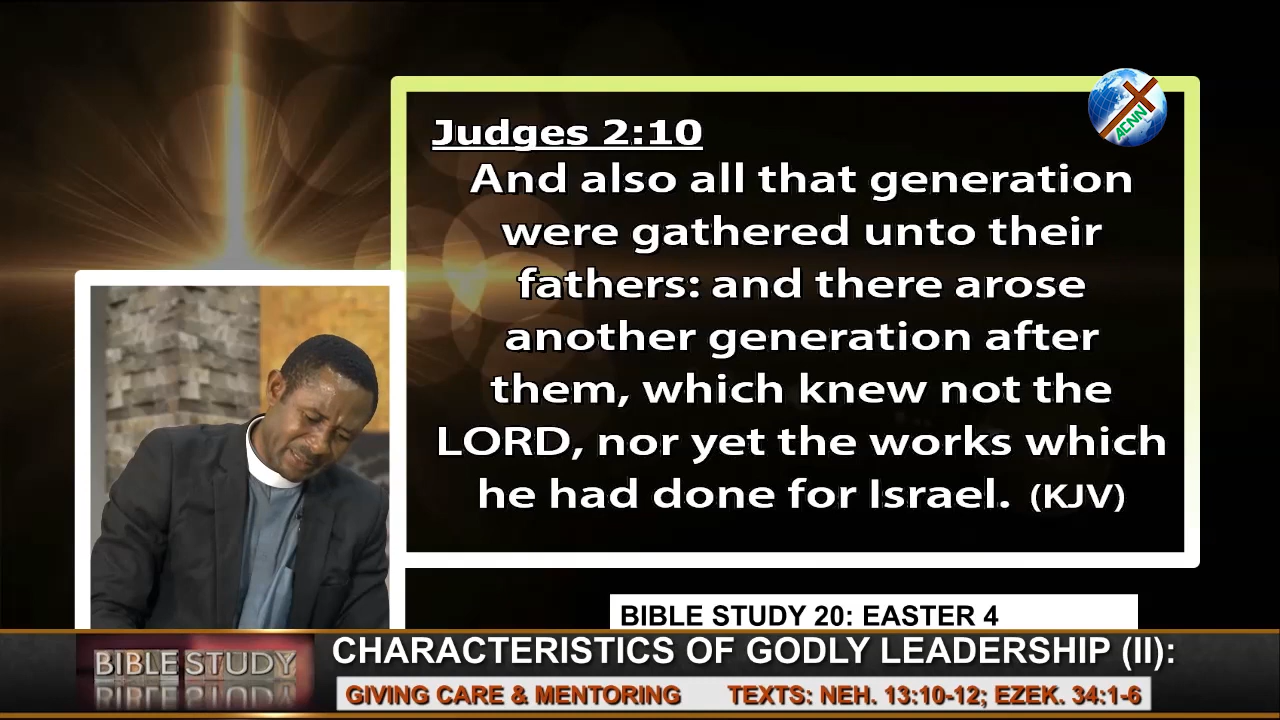 ACNN
Judges 2:10
And also all that generation
were gathered unto their
fathers: and there arose
another generation after
them, which knew not the
LORD, nor yet the works which
he had done for Israel. (KJV)
BIBLE STUDY 20: EASTER 4
BIBLE STUDY
CHARACTERISTICS OF GODLY LEADERSHIP (II):
GIVING CARE & MENTORING TEXTS: NEH. 13:10-12; EZEK. 34:1-6